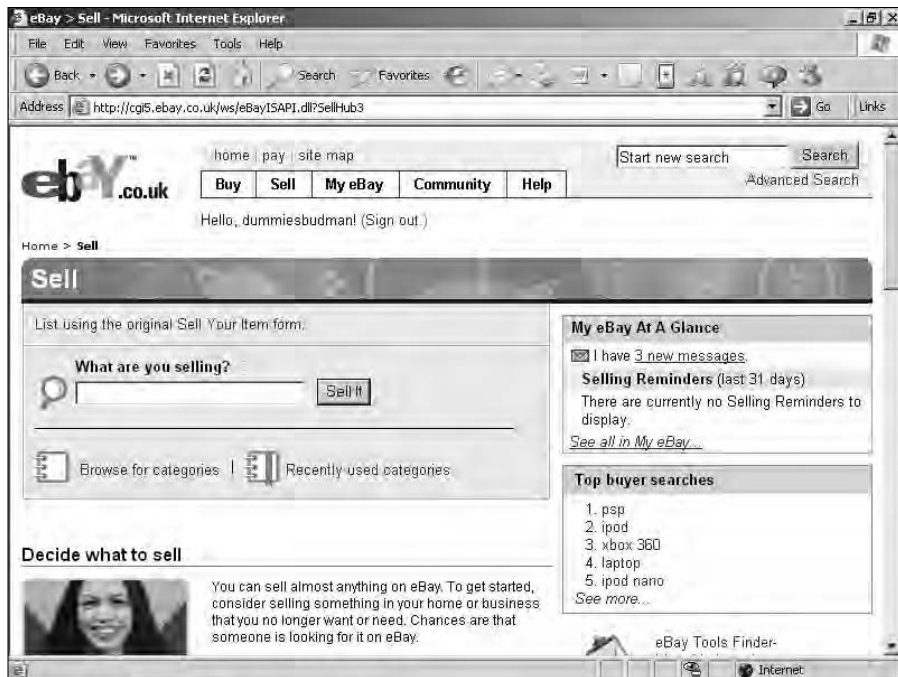 eBay > Sell - Microsoft Internet Explorer
File Edit View Favorites Tools Help
Back Search Favorites
Address http://cgi5.ebay.co.uk/ws/eBayISAPI.dll?SellHub3 Go Links
ebaY™.co.uk
home | pay | site map
Start new search Search
Buy Sell My eBay Community Help
Advanced Search
Hello, dummiesbudman! (Sign out.)
Home > Sell
Sell
List using the original Sell Your Item form.
What are you selling?
Sell It
Browse for categories | Recently used categories
My eBay At A Glance
I have 3 new messages.
Selling Reminders (last 31 days)
There are currently no Selling Reminders to
display.
See all in My eBay...
Top buyer searches
1. psp
2. ipod
3. xbox 360
4. laptop
5. ipod nano
See more...
Decide what to sell
You can sell almost anything on eBay. To get started,
consider selling something in your home or business
that you no longer want or need. Chances are that
someone is looking for it on eBay.
eBay Tools Finder-
Internet